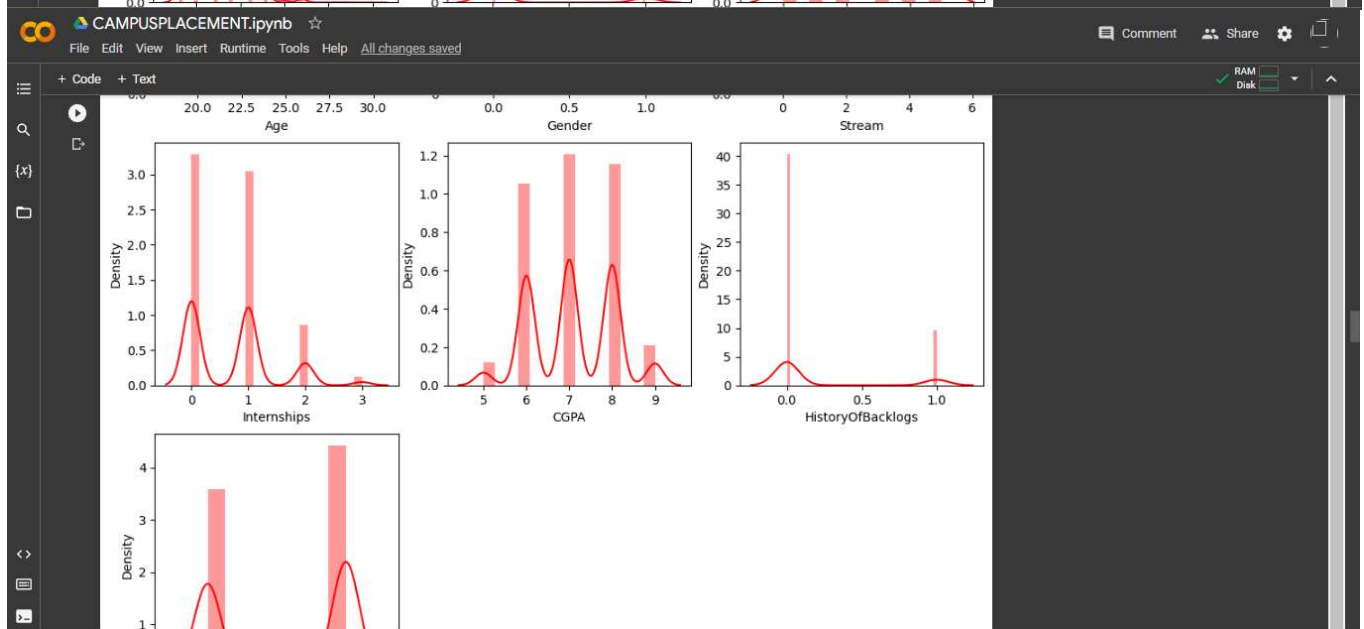 0.0 0.0
CAMPUSPLACEMENT.ipynb
File Edit View Insert Runtime Tools Help All changes saved
Comment Share
+ Code + Text
RAM
Disk
{x}
20.0 22.5 25.0 27.5 30.0
Age
0.0 0.5 1.0
Gender
0 2 4 6
Stream
Density
3.0
2.5
2.0
1.5
1.0
0.5
0.0
0 1 2 3
Internships
Density
1.2
1.0
0.8
0.6
0.4
0.2
0.0
5 6 7 8 9
CGPA
Density
40
35
30
25
20
15
10
5
0
0.0 0.5 1.0
HistoryOfBacklogs
Density
4
3
2
1